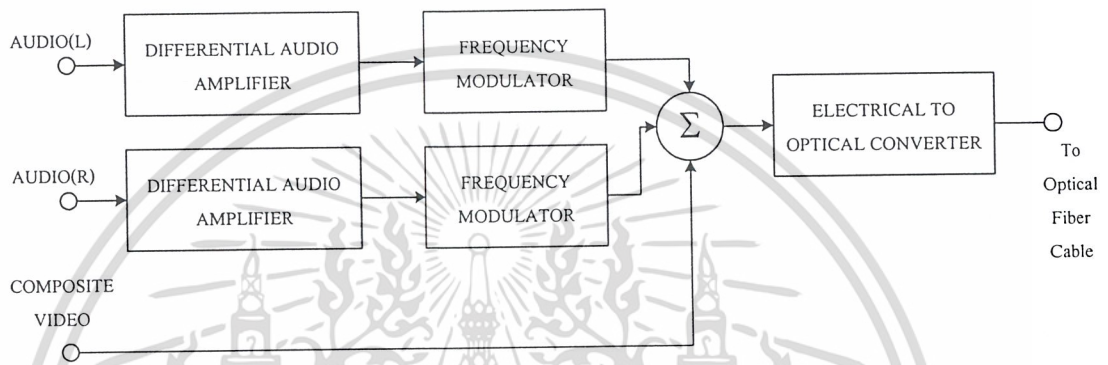 AUDIO(L)
DIFFERENTIAL AUDIO
AMPLIFIER
FREQUENCY
MODULATOR
Σ
ELECTRICAL TO
OPTICAL CONVERTER
To
Optical
Fiber
Cable
AUDIO(R)
DIFFERENTIAL AUDIO
AMPLIFIER
FREQUENCY
MODULATOR
COMPOSITE
VIDEO